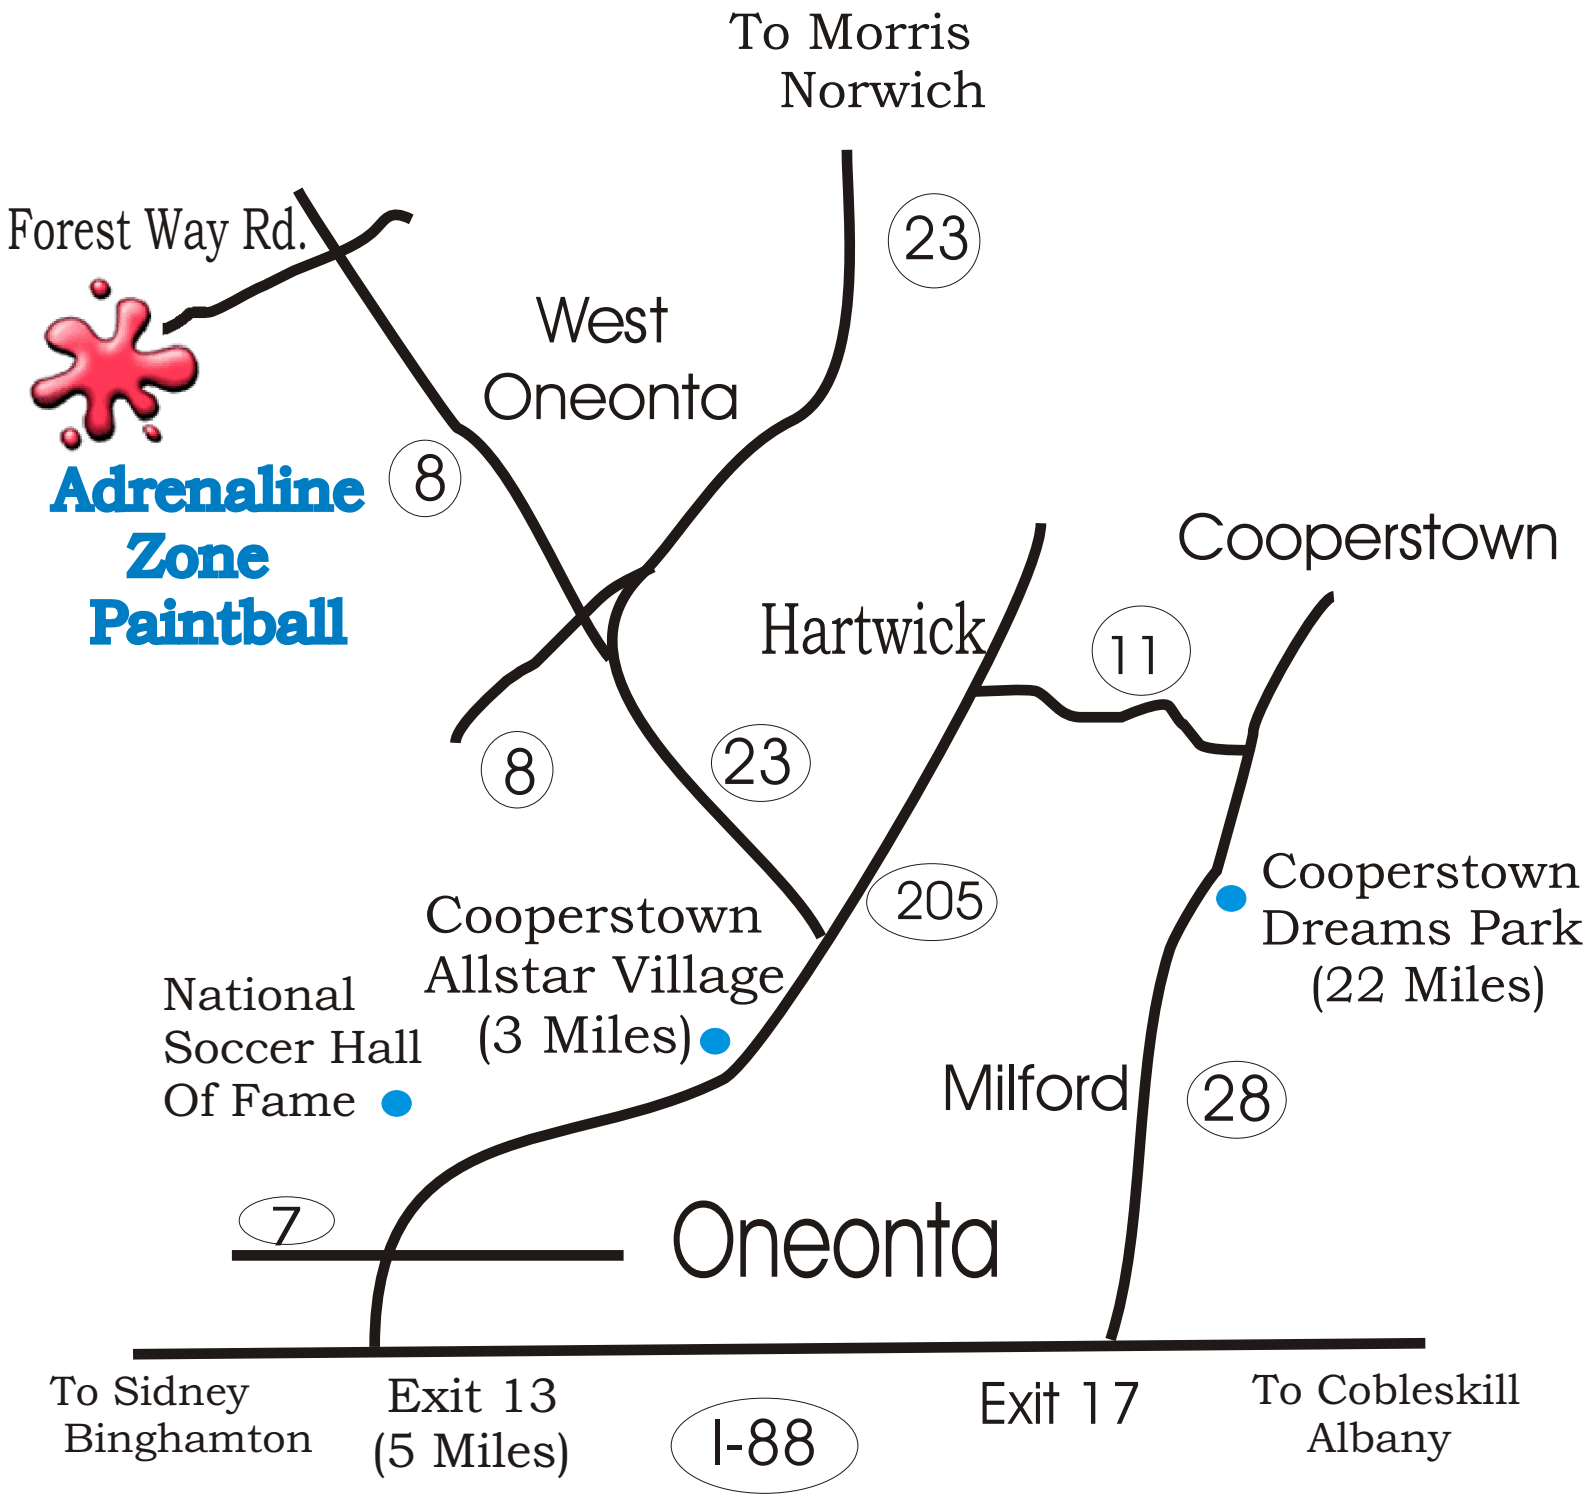 To Morris
Norwich
Forest Way Rd.
23
West
Oneonta
8
Adrenaline
Zone
Paintball
Cooperstown
Hartwick
11
8
23
205
Cooperstown
Dreams Park
(22 Miles)
Cooperstown
Allstar Village
(3 Miles)
National
Soccer Hall
Of Fame
Milford
28
7
Oneonta
To Sidney
Binghamton
Exit 13
(5 Miles)
I-88
Exit 17
To Cobleskill
Albany